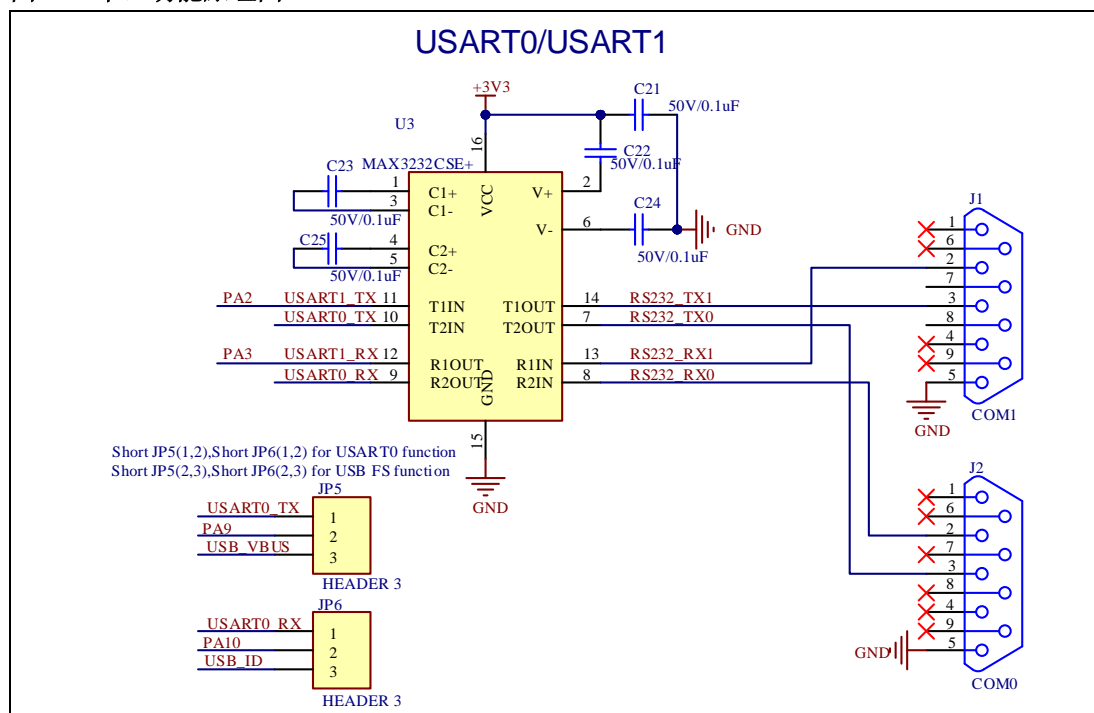 USART0/USART1
+3V3
C21
50V/0.1uF
U3
16
C22
50V/0.1uF
MAX3232CSE+
C23
1
C1+
VCC
V+
2
3
C1-
50V/0.1uF
C24
V-
6
GND
C25
4
C2+
50V/0.1uF
5
C2-
50V/0.1uF
PA2
USART1_TX
11
T1IN
T1OUT
14
RS232_TX1
USART0_TX
10
T2IN
T2OUT
7
RS232_TX0
PA3
USART1_RX
12
R1OUT
R1IN
13
RS232_RX1
USART0_RX
9
R2OUT
R2IN
8
RS232_RX0
GND
15
GND
J1
1
6
2
7
3
8
4
9
5
GND
COM1
Short JP5(1,2),Short JP6(1,2) for USART0 function
Short JP5(2,3),Short JP6(2,3) for USB FS function
JP5
USART0_TX
1
PA9
2
USB_VBUS
3
HEADER 3
JP6
USART0_RX
1
PA10
2
USB_ID
3
HEADER 3
J2
1
6
2
7
3
8
4
9
5
GND
COM0